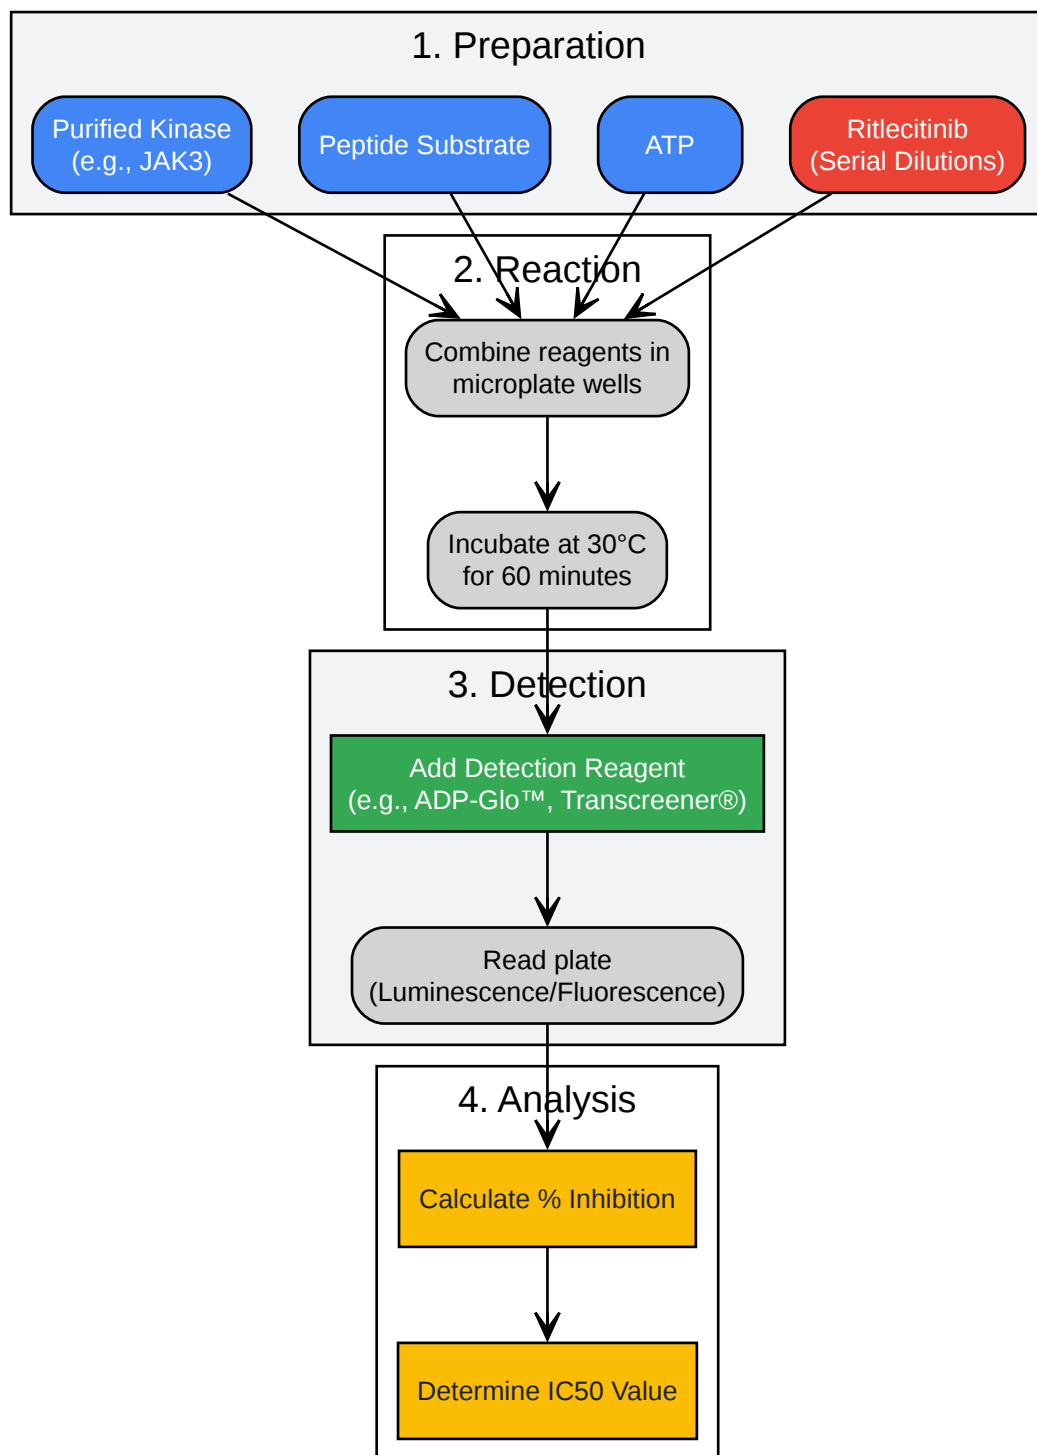 1. Preparation
Purified Kinase
(e.g., JAK3)
Peptide Substrate
ATP
Ritlecitinib
(Serial Dilutions)
2. Reaction
Combine reagents in
microplate wells
Incubate at 30°C
for 60 minutes
3. Detection
Add Detection Reagent
(e.g., ADP-Glo™, Transcreener®)
Read plate
(Luminescence/Fluorescence)
4. Analysis
Calculate % Inhibition
Determine IC50 Value